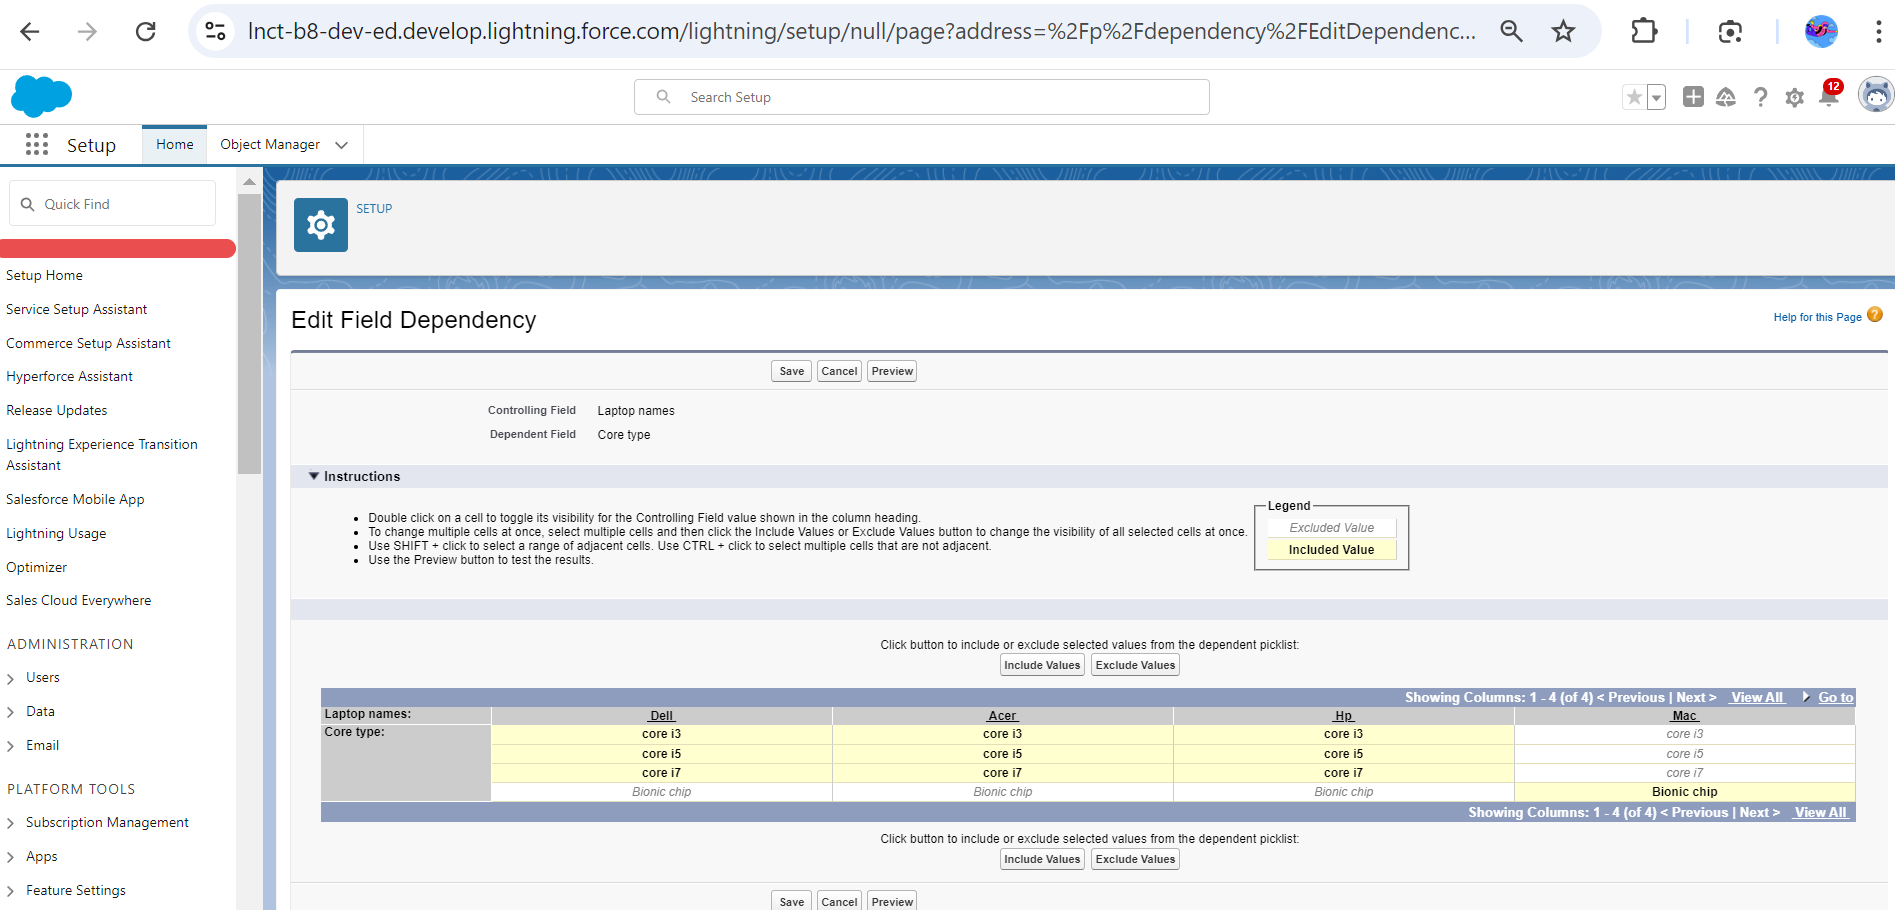 lnct-b8-dev-ed.develop.lightning.force.com/lightning/setup/null/page?address=%2Fp%2Fdependency%2FEditDependenc...
Search Setup
12
Setup
Home
Object Manager
Quick Find
Setup Home
Service Setup Assistant
Commerce Setup Assistant
Hyperforce Assistant
Release Updates
Lightning Experience Transition
Assistant
Salesforce Mobile App
Lightning Usage
Optimizer
Sales Cloud Everywhere
ADMINISTRATION
Users
Data
Email
PLATFORM TOOLS
Subscription Management
Apps
Feature Settings
SETUP
Edit Field Dependency
Help for this Page ?
Save Cancel Preview
Controlling Field Laptop names
Dependent Field Core type
Instructions
• Double click on a cell to toggle its visibility for the Controlling Field value shown in the column heading.
• To change multiple cells at once, select multiple cells and then click the Include Values or Exclude Values button to change the visibility of all selected cells at once.
• Use SHIFT + click to select a range of adjacent cells. Use CTRL + click to select multiple cells that are not adjacent.
• Use the Preview button to test the results.
Legend
Excluded Value
Included Value
Click button to include or exclude selected values from the dependent picklist:
Include Values Exclude Values
Showing Columns: 1 - 4 (of 4) < Previous | Next > View All Go to
Laptop names: Dell Acer Hp Mac
Core type: core i3 core i3 core i3 core i3
core i5 core i5 core i5 core i5
core i7 core i7 core i7 core i7
Bionic chip Bionic chip Bionic chip Bionic chip
Showing Columns: 1 - 4 (of 4) < Previous | Next > View All
Click button to include or exclude selected values from the dependent picklist:
Include Values Exclude Values
Save Cancel Preview